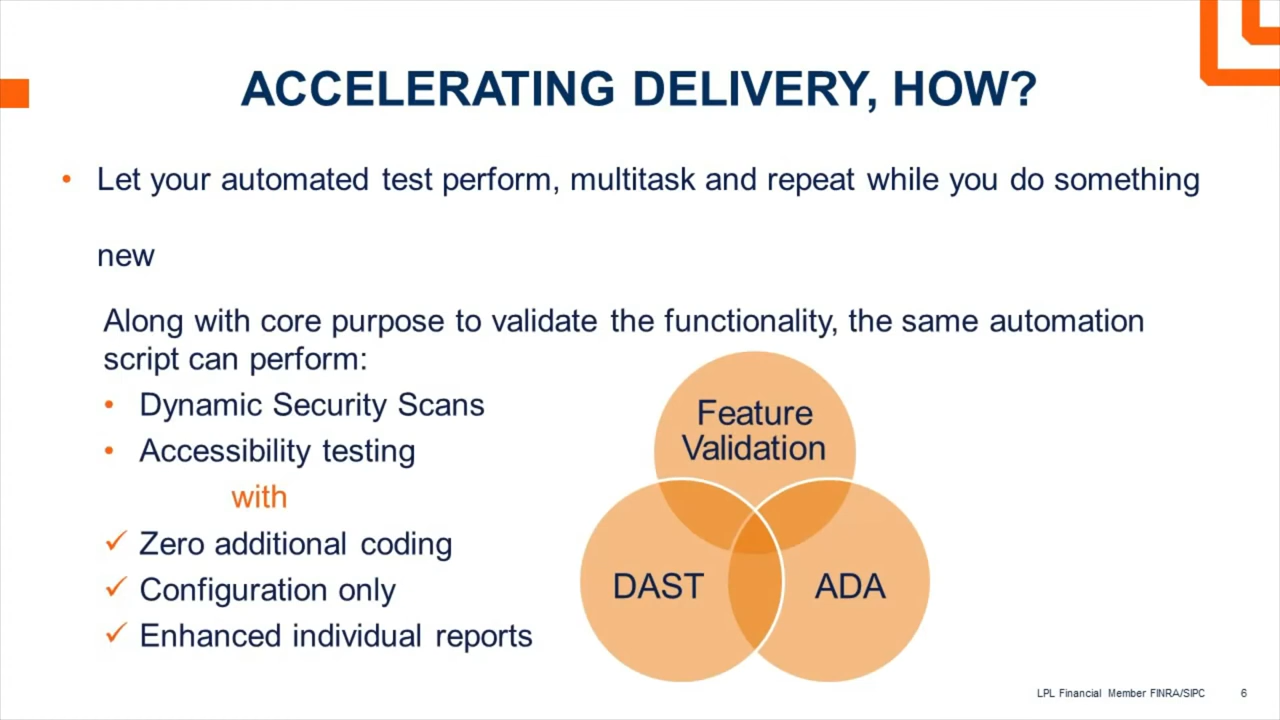 ACCELERATING DELIVERY, HOW?
• Let your automated test perform, multitask and repeat while you do something
new
Along with core purpose to validate the functionality, the same automation
script can perform:
• Dynamic Security Scans
• Accessibility testing
with
✓ Zero additional coding
✓ Configuration only
✓ Enhanced individual reports
Feature
Validation
DAST
ADA
LPL Financial Member FINRA/SIPC
6